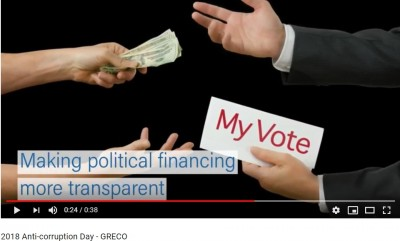 My Vote
Making political financing
more transparent
0:24 / 0:38
2018 Anti-corruption Day - GRECO